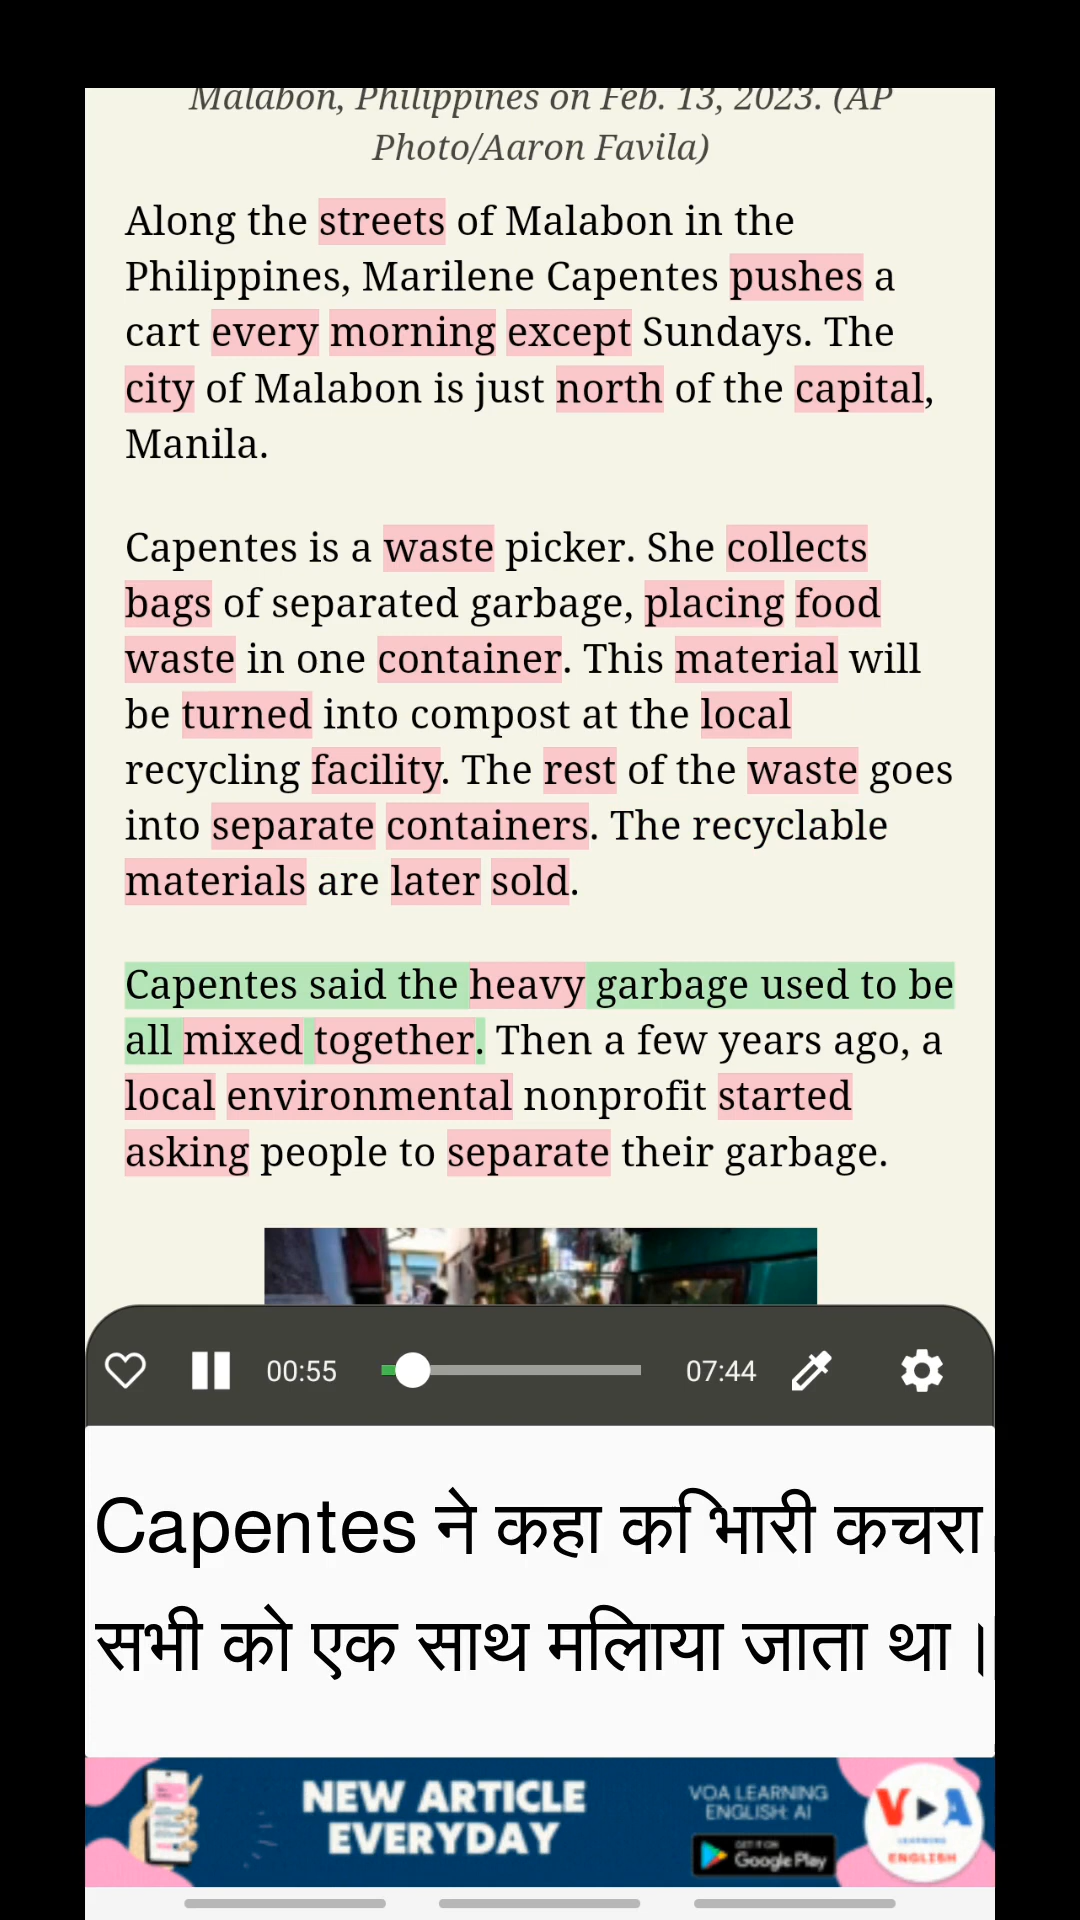 Malabon, Philippines on Feb. 13, 2023. (AP
Photo/Aaron Favila)
Along the streets of Malabon in the
Philippines, Marilene Capentes pushes a
cart every morning except Sundays. The
city of Malabon is just north of the capital,
Manila.
Capentes is a waste picker. She collects
bags of separated garbage, placing food
waste in one container. This material will
be turned into compost at the local
recycling facility. The rest of the waste goes
into separate containers. The recyclable
materials are later sold.
Capentes said the heavy garbage used to be
all mixed together. Then a few years ago, a
local environmental nonprofit started
asking people to separate their garbage.
00:55
07:44
Capentes ने कहा कि भारी कचरा
सभी को एक साथ मिलाया जाता था।
NEW ARTICLE
EVERYDAY
VOA LEARNING
ENGLISH: AI
GET IT ON
Google Play
VOA
LEARNING
ENGLISH